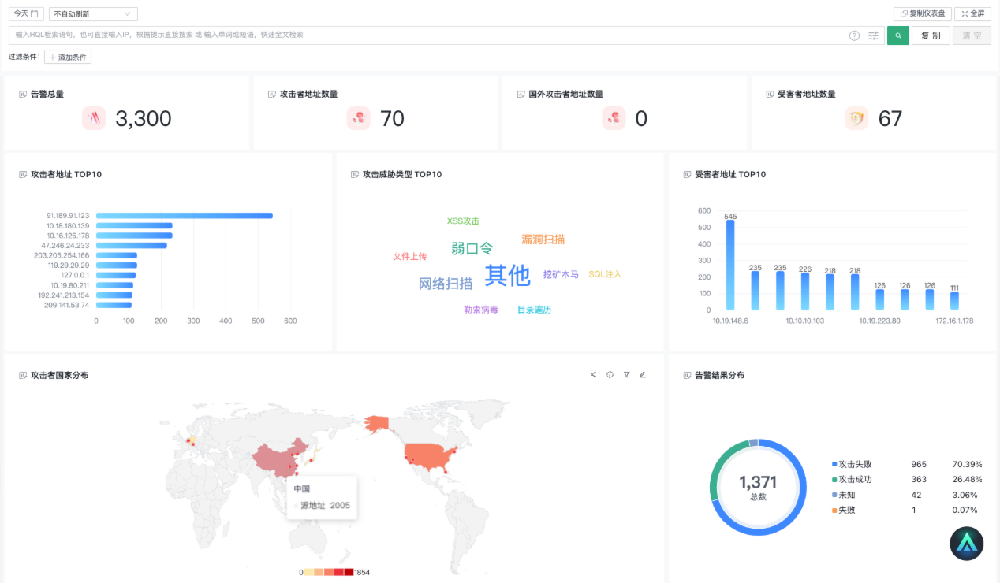 今天 不自动刷新 复制仪表盘 全屏
输入HQL检索语句，也可直接输入IP，根据提示直接搜索 或 输入单词或短语，快速全文检索 复 制 清 空
过滤条件： + 添加条件
告警总量 攻击者地址数量 国外攻击者地址数量 受害者地址数量
3,300 70 0 67
攻击者地址 TOP10
91.189.91.123
10.18.180.139
10.16.125.178
47.246.24.233
203.205.254.166
119.29.29.29
127.0.0.1
10.19.80.211
192.241.213.154
209.141.53.74
0 100 200 300 400 500 600
攻击威胁类型 TOP10
XSS攻击
漏洞扫描
弱口令
文件上传
其他
挖矿木马
SQL注入
网络扫描
勒索病毒
目录遍历
受害者地址 TOP10
600
500
400
300
200
100
0
545 235 235 226 218 218 126 126 126 111
10.19.148.6 10.10.10.103 10.19.223.80 172.16.1.178
攻击者国家分布
中国
源地址 2005
0 1854
告警结果分布
1,371
总数
攻击失败 965 70.39%
攻击成功 363 26.48%
未知 42 3.06%
失败 1 0.07%